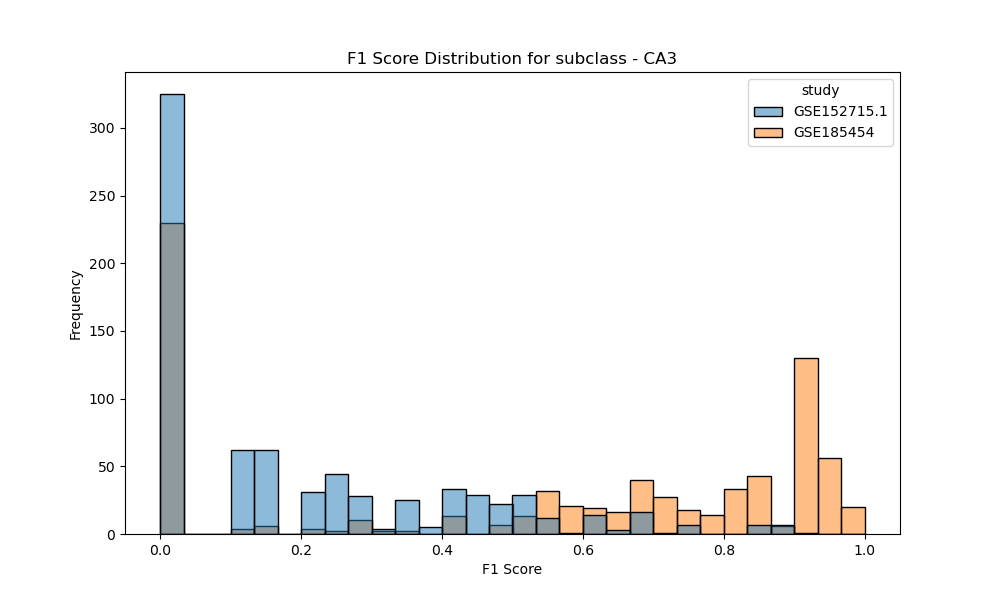 F1 Score Distribution for subclass - CA3
study
GSE152715.1
GSE185454
Frequency
300
250
200
150
100
50
0
0.0 0.2 0.4 0.6 0.8 1.0
F1 Score